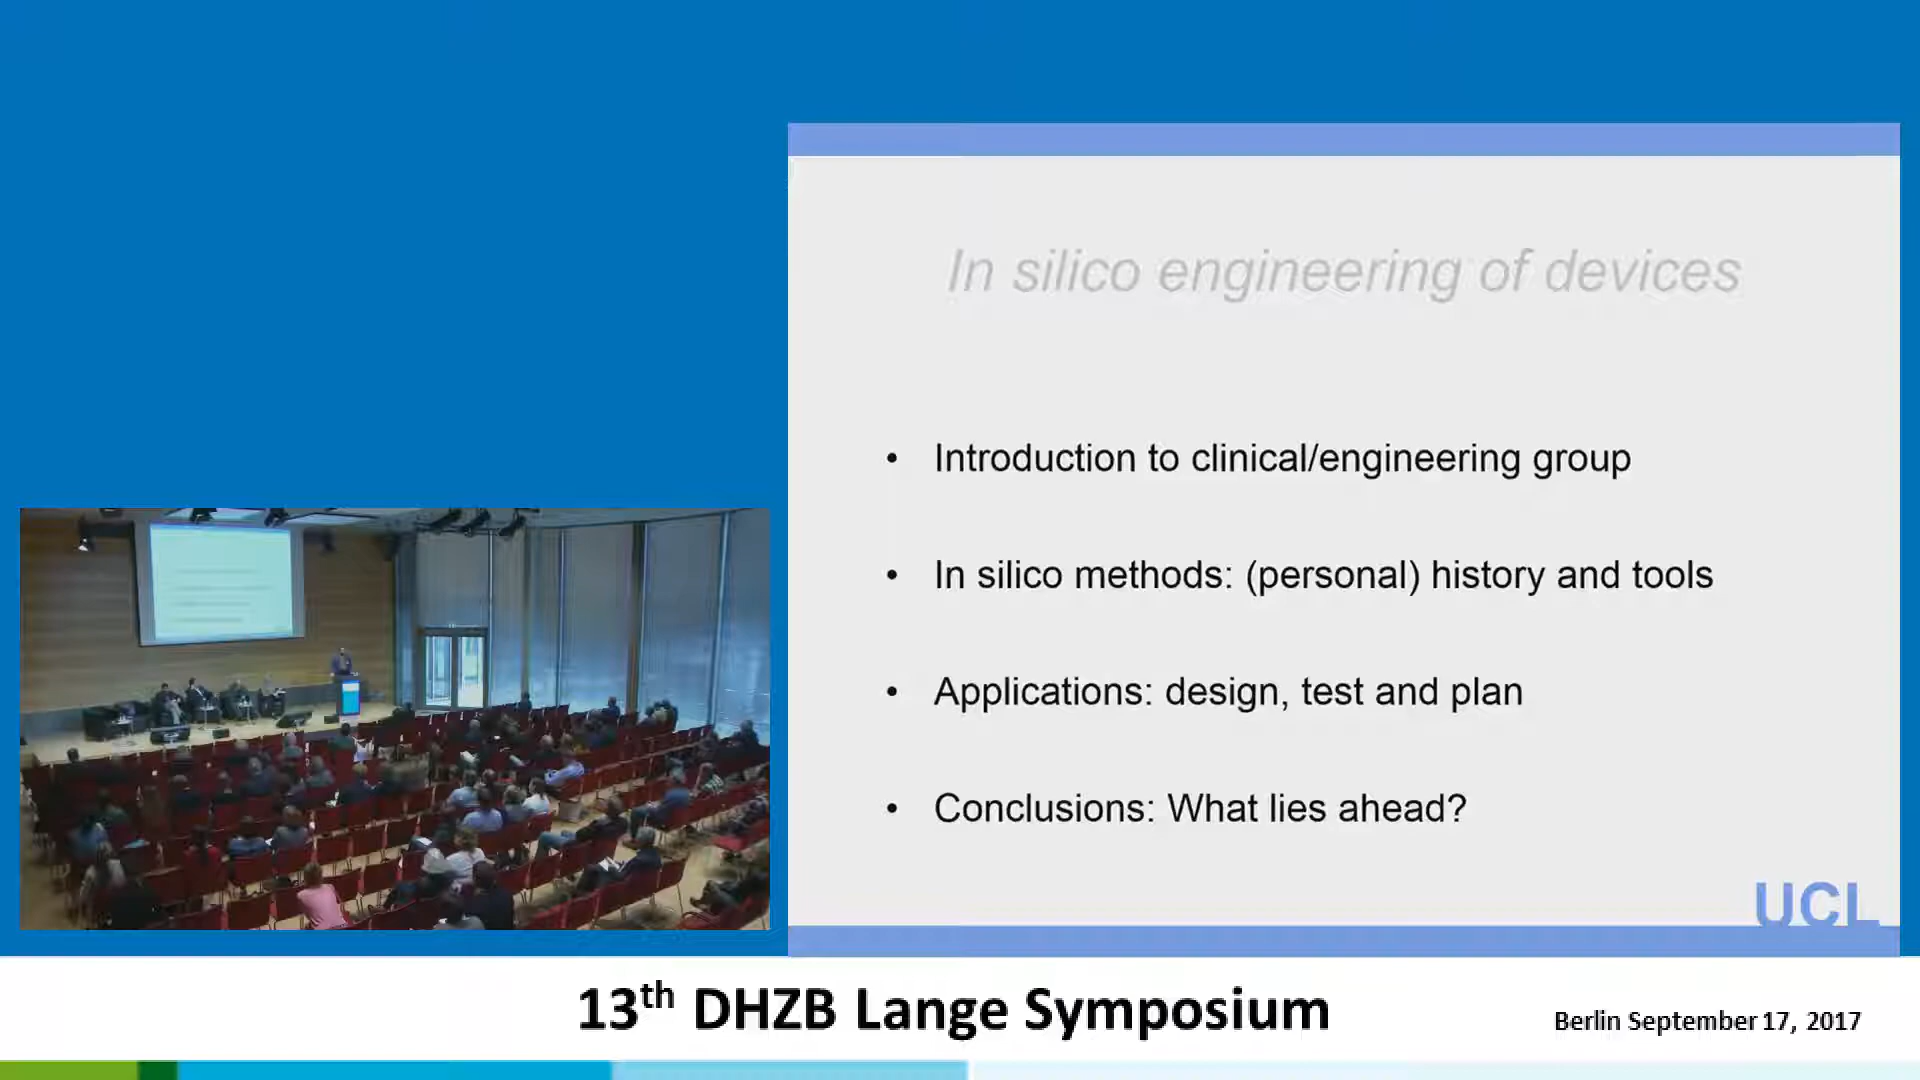 In silico engineering of devices
• Introduction to clinical/engineering group
• In silico methods: (personal) history and tools
• Applications: design, test and plan
• Conclusions: What lies ahead?
UCL
13th DHZB Lange Symposium
Berlin September 17, 2017